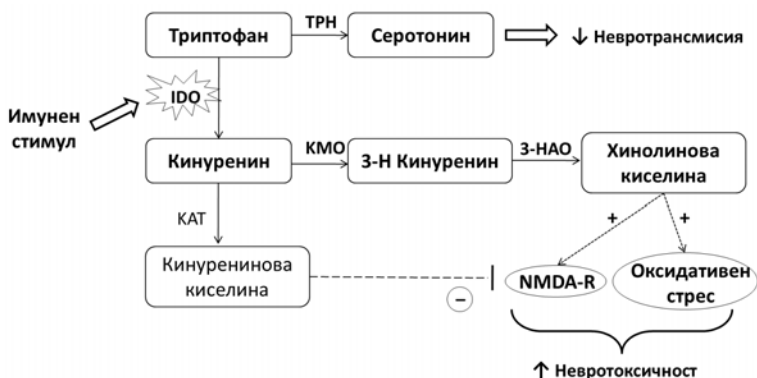 Триптофан
TPH
Серотонин
↓ Невротрансмисия
IDO
Имунен
стимул
Кинуренин
KMO
3-Н Кинуренин
3-HAO
Хинолинова
киселина
KAT
+
+
Кинуренинова
киселина
−
NMDA-R
Оксидативен
стрес
↑ Невротоксичност